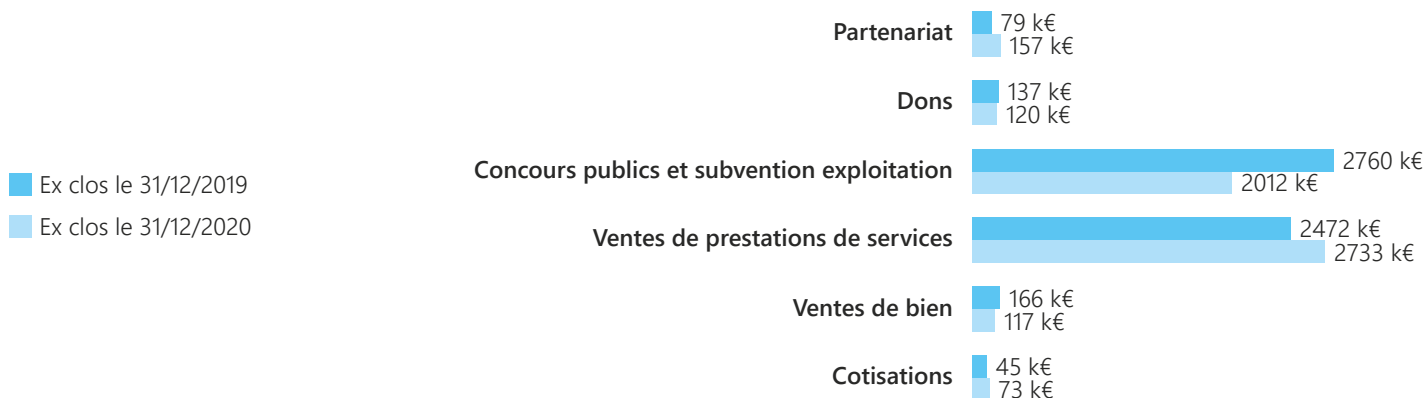 Partenariat
79 k€
157 k€
Dons
137 k€
120 k€
Concours publics et subvention exploitation
2760 k€
2012 k€
Ex clos le 31/12/2019
Ex clos le 31/12/2020
Ventes de prestations de services
2472 k€
2733 k€
Ventes de bien
166 k€
117 k€
Cotisations
45 k€
73 k€